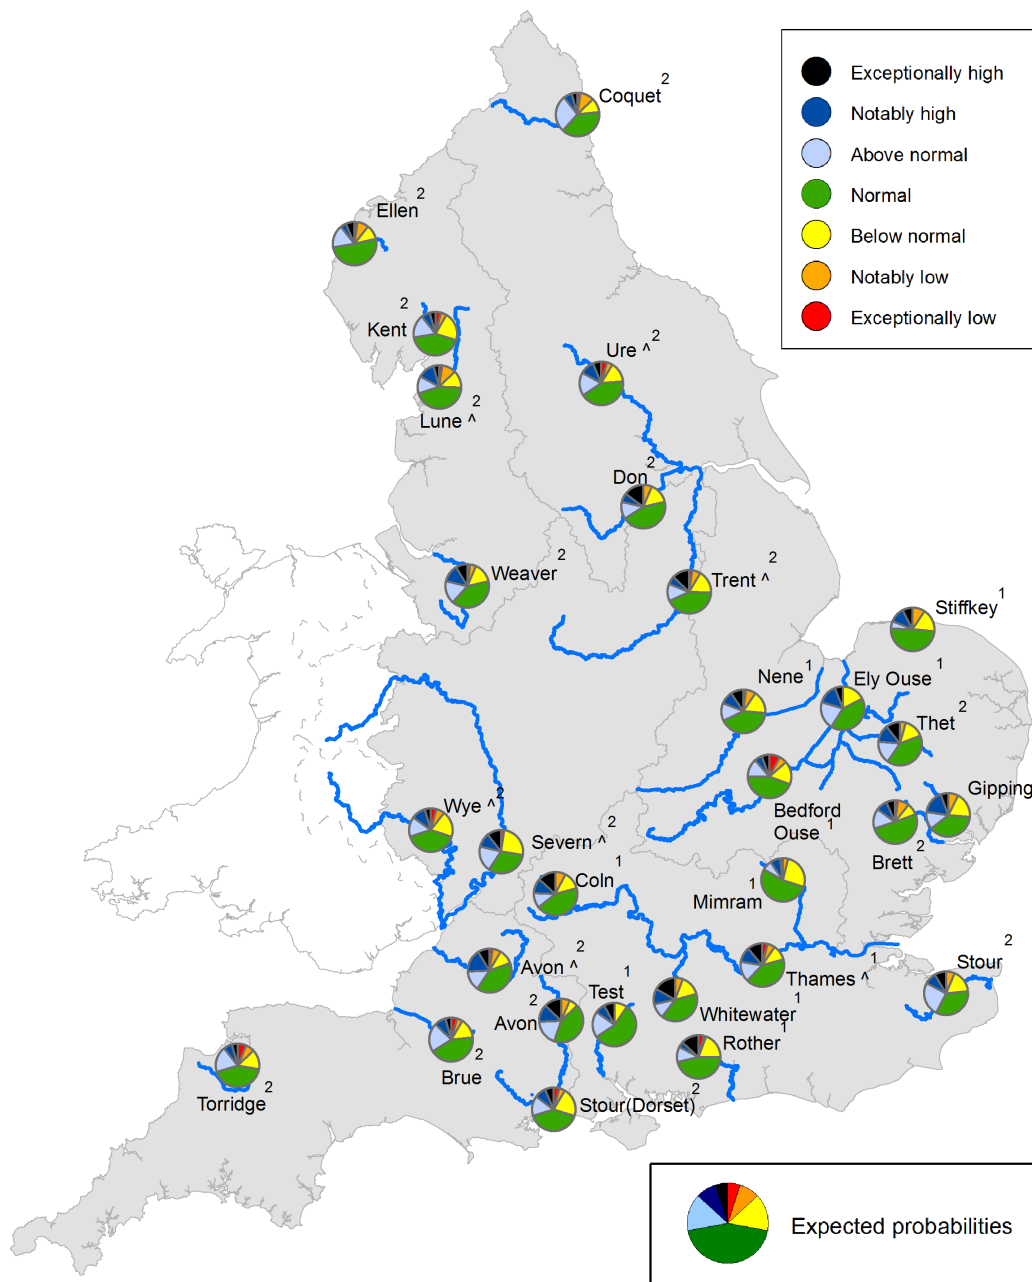 Exceptionally high
Notably high
Above normal
Normal
Below normal
Notably low
Exceptionally low
Coquet 2
Ellen 2
Kent 2
Ure ^ 2
Lune ^ 2
Don 2
Weaver 2
Trent ^ 2
Stiffkey 1
Nene 1
Ely Ouse 1
Thet 2
Gipping
Bedford
Ouse 1
Brett 2
Wye ^ 2
Severn ^ 2
Coln 1
Mimram 1
Avon ^ 2
Test 1
Thames ^ 1
Stour 2
Avon 2
Whitewater 1
Rother 1
Brue 2
Torridge 2
Stour(Dorset) 2
Expected probabilities